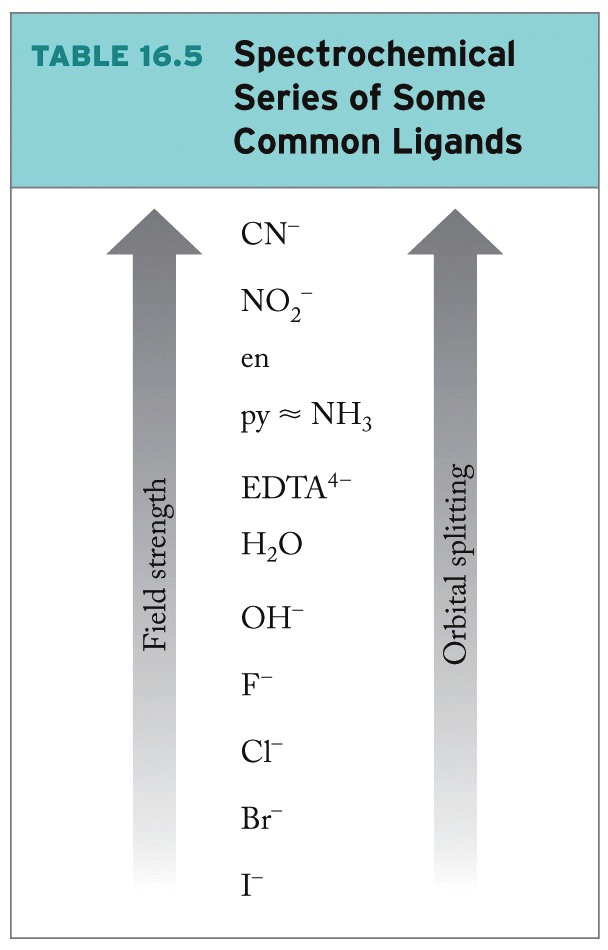 TABLE 16.5 Spectrochemical
Series of Some
Common Ligands
CN⁻
NO₂⁻
en
py ≈ NH₃
EDTA⁴⁻
H₂O
OH⁻
F⁻
Cl⁻
Br⁻
I⁻
Field strength
Orbital splitting